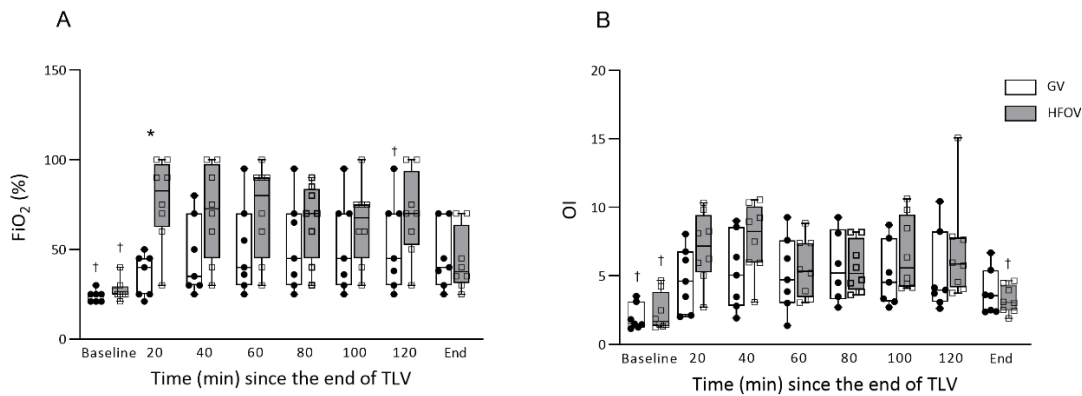 A
B
150
100
50
0
FiO2 (%)
* † † † 
Baseline 20 40 60 80 100 120 End
Time (min) since the end of TLV
20
15
10
5
0
OI
† † †
Baseline 20 40 60 80 100 120 End
Time (min) since the end of TLV
GV
HFOV